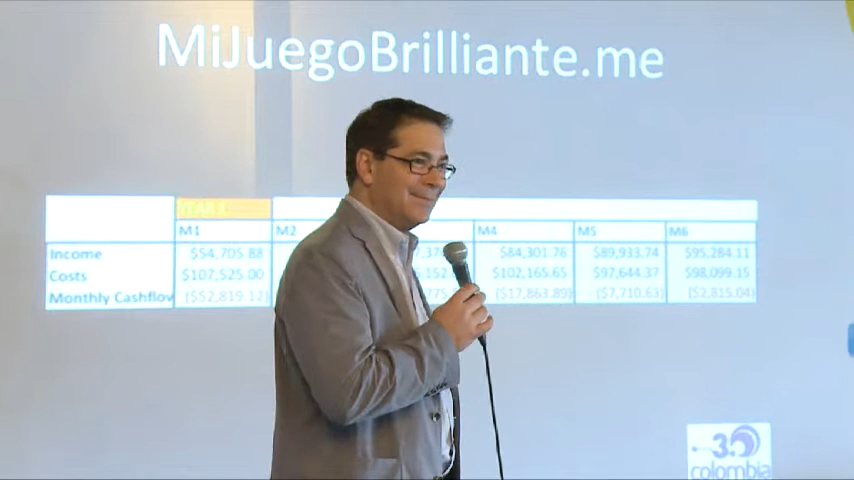 MiJuegoBrilliante.me
YEAR 1
M1 M2 M4 M5 M6
Income $54,705.88 $84,301.76 $89,933.74 $95,284.11
Costs $107,525.00 $102,165.65 $97,644.37 $98,099.15
Monthly Cashflow ($52,819.12) ($17,863.89) ($7,710.63) ($2,815.04)
3.0
colombia